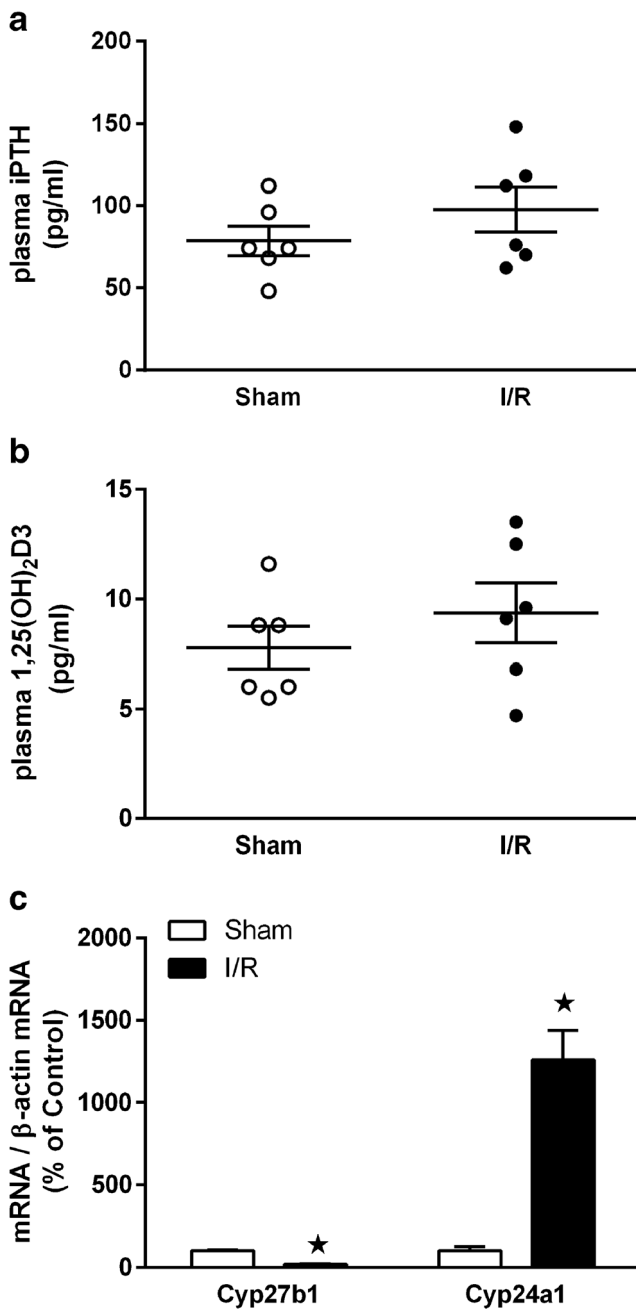 a
plasma iPTH
(pg/ml)
200
150
100
50
0
Sham I/R
b
plasma 1,25(OH)₂D3
(pg/ml)
15
10
5
0
Sham I/R
c
mRNA / β-actin mRNA
(% of Control)
2000
1500
1000
500
0
Sham
I/R
★
★
Cyp27b1 Cyp24a1